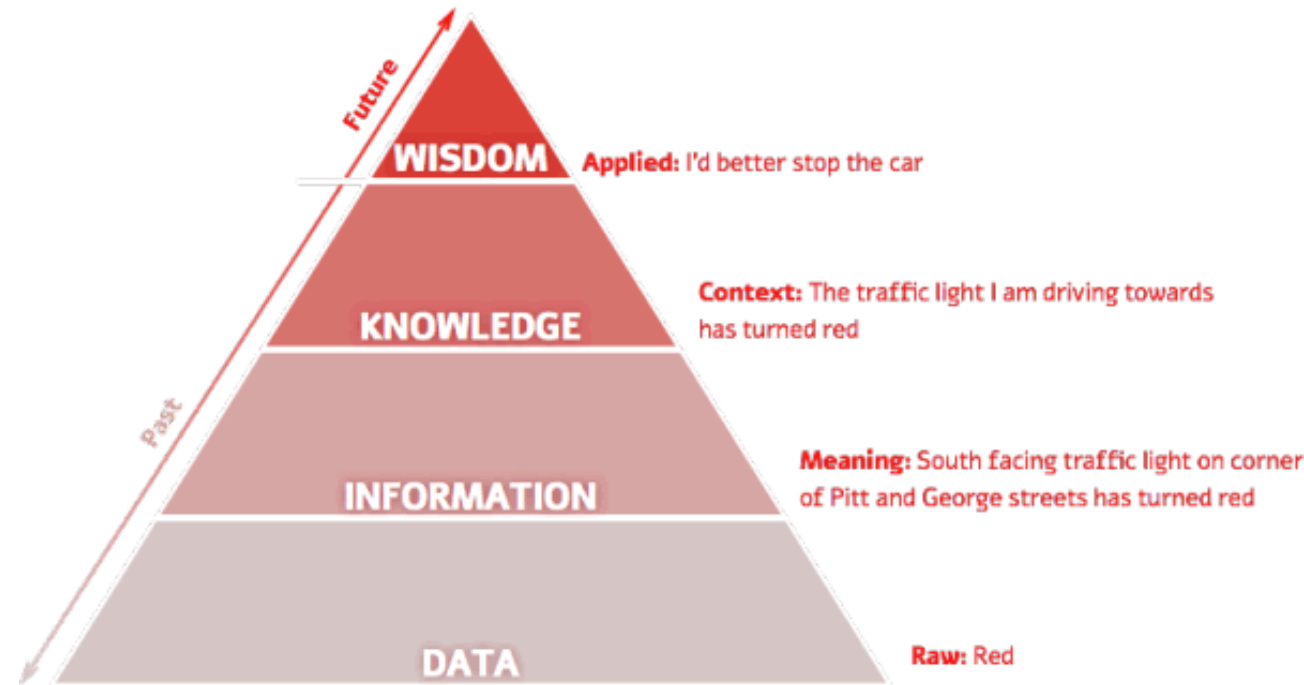 Future
WISDOM
Applied: I'd better stop the car
Context: The traffic light I am driving towards
has turned red
KNOWLEDGE
Past
Meaning: South facing traffic light on corner
of Pitt and George streets has turned red
INFORMATION
Raw: Red
DATA